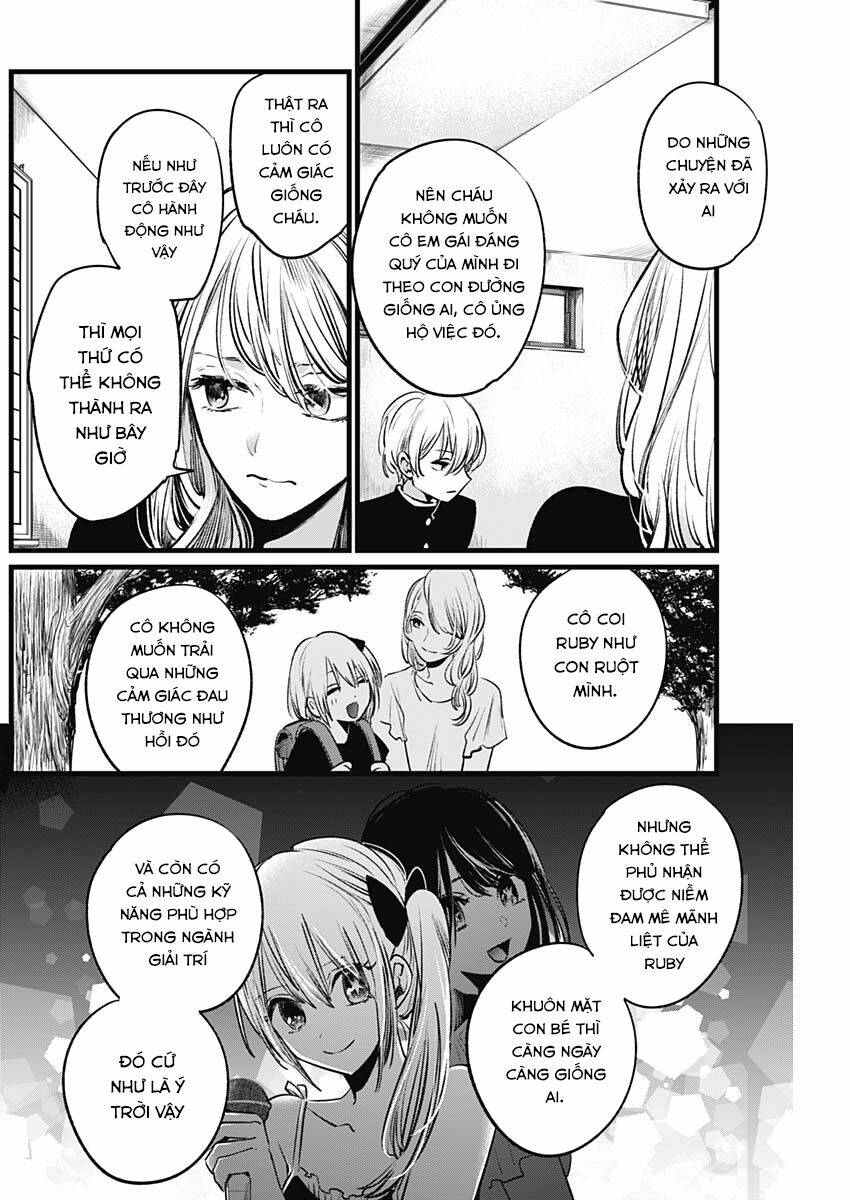 DO NHỮNG
CHUYỆN ĐÃ
XẢY RA VỚI
AI
NÊN CHÁU
KHÔNG MUỐN
CÔ EM GÁI ĐÁNG
QUÝ CỦA MÌNH ĐI
THEO CON ĐƯỜNG
GIỐNG AI, CÔ ỦNG
HỘ VIỆC ĐÓ.
THẬT RA
THÌ CÔ
LUÔN CÓ
CẢM GIÁC
GIỐNG
CHÁU.
NẾU NHƯ
TRƯỚC ĐÂY
CÔ HÀNH
ĐỘNG NHƯ
VẬY
THÌ MỌI
THỨ CÓ
THỂ KHÔNG
THÀNH RA
NHƯ BÂY
GIỜ
CÔ COI
RUBY NHƯ
CON RUỘT
MÌNH.
CÔ KHÔNG
MUỐN TRẢI
QUA NHỮNG
CẢM GIÁC ĐAU
THƯƠNG NHƯ
HỒI ĐÓ
NHƯNG
KHÔNG THỂ
PHỦ NHẬN
ĐƯỢC NIỀM
ĐAM MÊ MÃNH
LIỆT CỦA
RUBY
KHUÔN MẶT
CON BÉ THÌ
CÀNG NGÀY
CÀNG GIỐNG
AI.
VÀ CÒN CÓ
CẢ NHỮNG KỸ
NĂNG PHÙ HỢP
TRONG NGÀNH
GIẢI TRÍ
ĐÓ CỨ
NHƯ LÀ Ý
TRỜI VẬY